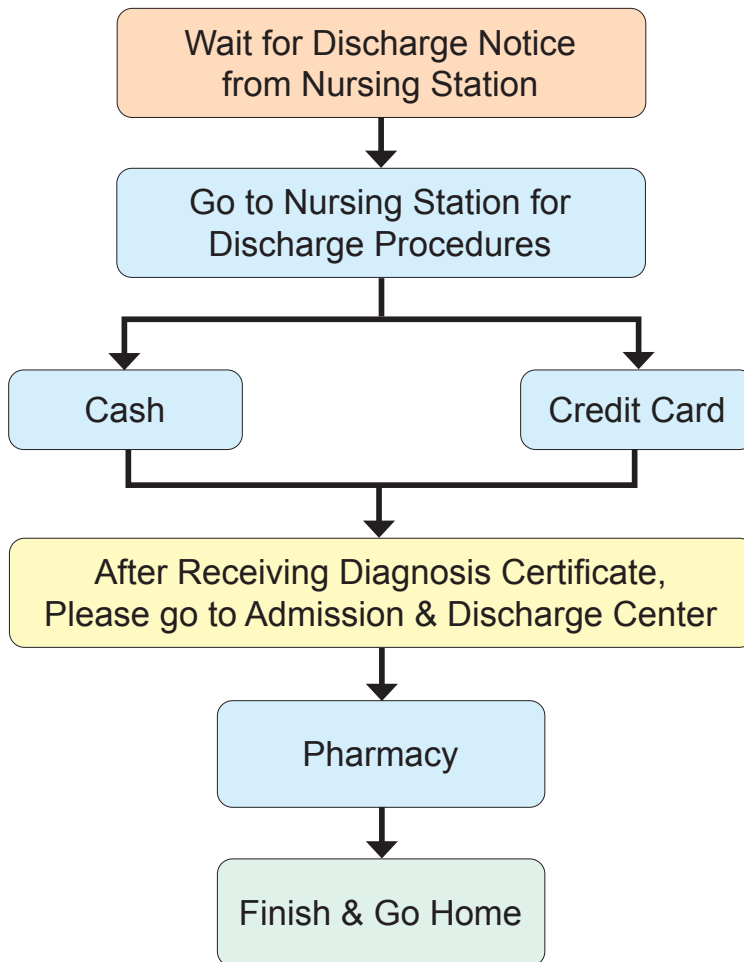 Wait for Discharge Notice
from Nursing Station
Go to Nursing Station for
Discharge Procedures
Cash
Credit Card
After Receiving Diagnosis Certificate,
Please go to Admission & Discharge Center
Pharmacy
Finish & Go Home